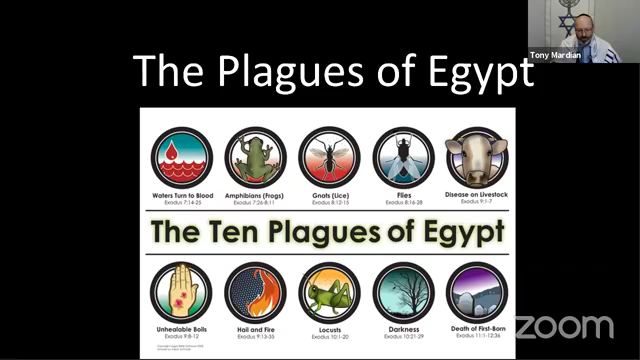 Tony Mardian
The Plagues of Egypt
Waters Turn to Blood
Exodus 7:14-25
Amphibians (Frogs)
Exodus 7:26-8:11
Gnats (Lice)
Exodus 8:12-15
Flies
Exodus 8:16-28
Disease on Livestock
Exodus 9:1-7
The Ten Plagues of Egypt
Unhealable Boils
Exodus 9:8-12
Hail and Fire
Exodus 9:13-35
Locusts
Exodus 10:1-20
Darkness
Exodus 10:21-29
Death of First-Born
Exodus 11:1-12:36
zoom